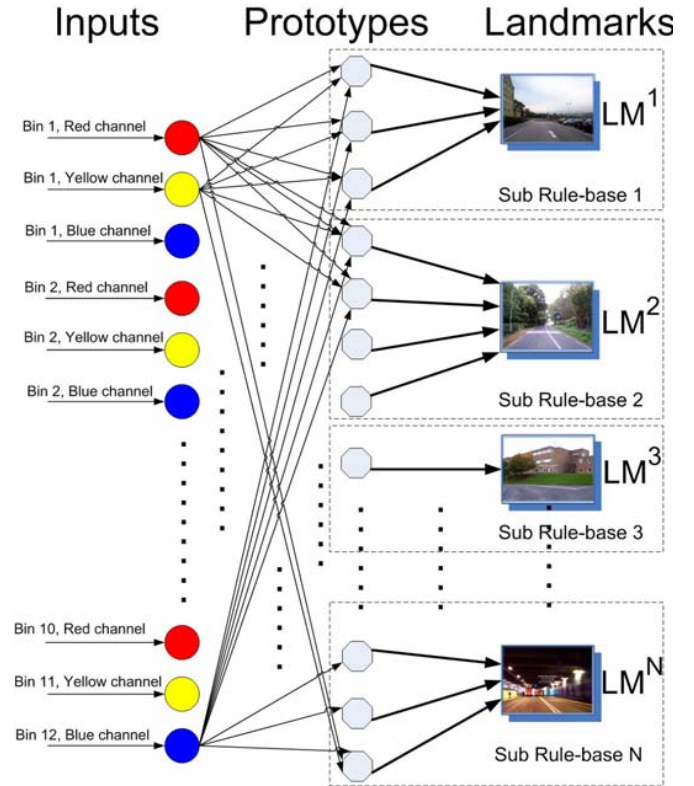 Inputs Prototypes Landmarks
Bin 1, Red channel
Bin 1, Yellow channel
Bin 1, Blue channel
Bin 2, Red channel
Bin 2, Yellow channel
Bin 2, Blue channel
Bin 10, Red channel
Bin 11, Yellow channel
Bin 12, Blue channel
LM¹
Sub Rule-base 1
LM²
Sub Rule-base 2
LM³
Sub Rule-base 3
LMᴺ
Sub Rule-base N